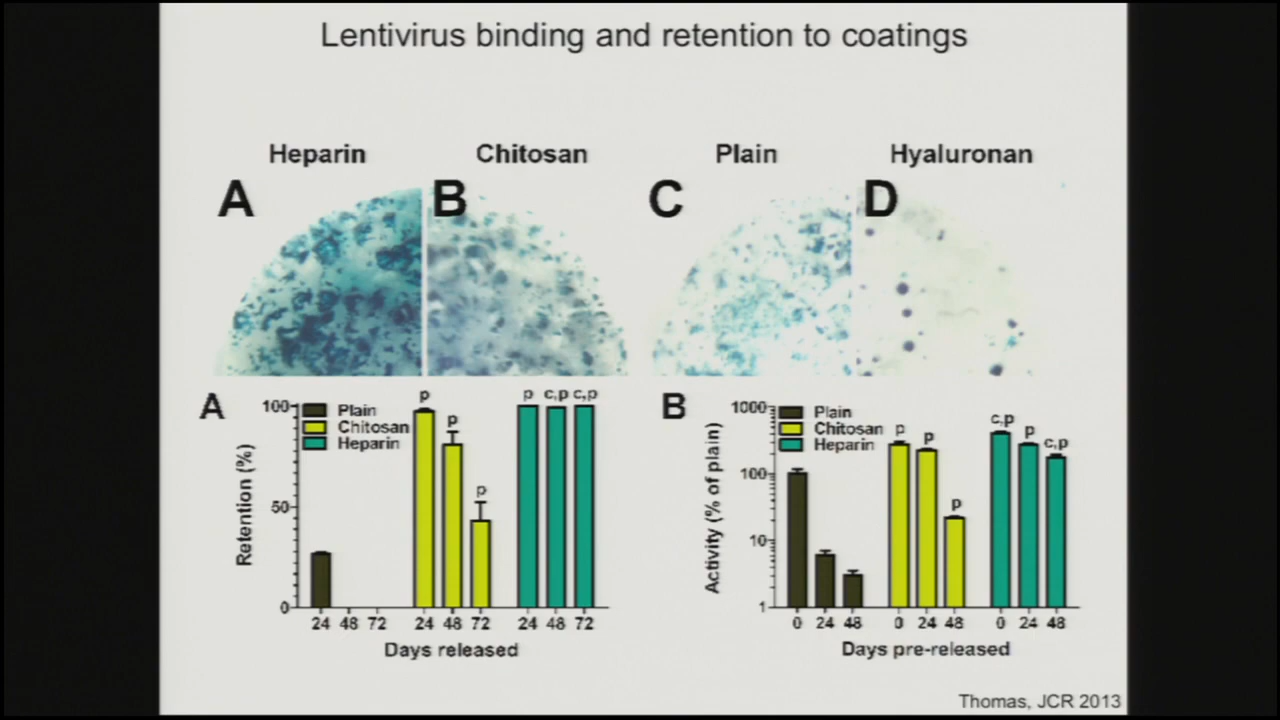 Lentivirus binding and retention to coatings
Heparin Chitosan Plain Hyaluronan
A B C D
A
100
50
0
Retention (%)
Plain
Chitosan
Heparin
p p p p c,p c,p
24 48 72 24 48 72 24 48 72
Days released
B
1000
100
10
1
Activity (% of plain)
Plain
Chitosan
Heparin
p p p c,p p c,p
0 24 48 0 24 48 0 24 48
Days pre-released
Thomas, JCR 2013